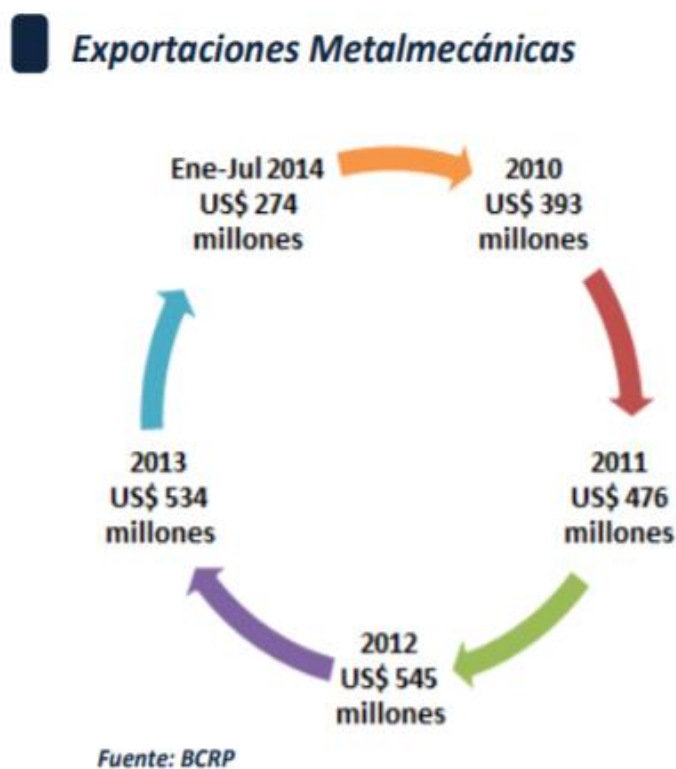 Exportaciones Metalmecánicas
Ene-Jul 2014
US$ 274
millones
2010
US$ 393
millones
2011
US$ 476
millones
2012
US$ 545
millones
2013
US$ 534
millones
Fuente: BCRP